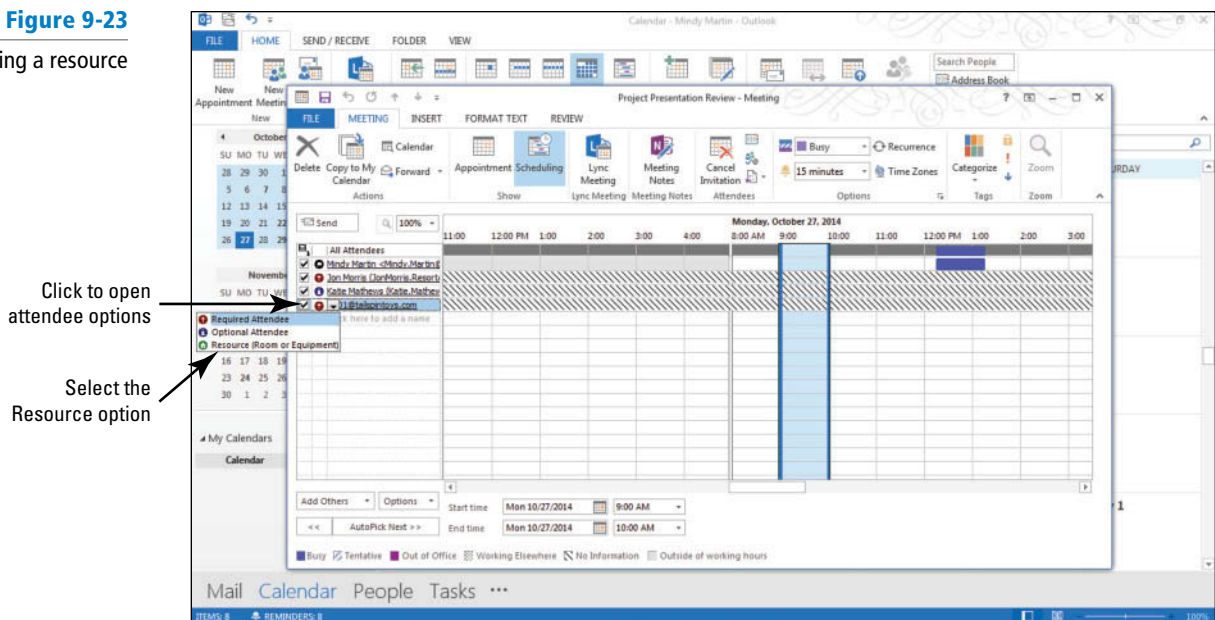 Figure 9-23
ing a resource
Calendar - Mindy Martin - Outlook
FILE HOME SEND / RECEIVE FOLDER VIEW
Search People
Address Book
New Appointment
New
New
Project Presentation Review - Meeting
FILE MEETING INSERT FORMAT TEXT REVIEW
Delete
Copy to My Calendar
Calendar
Forward
Actions
Appointment
Scheduling
Show
Lync Meeting
Lync Meeting
Meeting Notes
Meeting Notes
Cancel Invitation
Attendees
Busy
15 minutes
Recurrence
Time Zones
Options
Categorize
Tags
Zoom
Zoom
October
SU MO TU WE
28 29 30 1
5 6 7 8
12 13 14 15
19 20 21 22
26 27 28 29
Novemb
SU MO TU WE
16 17 18 19
23 24 25 26
30 1 2 3
My Calendars
Calendar
URDAY
1
Send
100%
Monday, October 27, 2014
11:00 12:00 PM 1:00 2:00 3:00 4:00 8:00 AM 9:00 10:00 11:00 12:00 PM 1:00 2:00 3:00
All Attendees
Mindy Martin <Mindy.Martin
Jon Morris (JonMorris.Resort
Katie Mathews (Katie.Mathew
01@tailspintoys.com
here to add a name
Required Attendee
Optional Attendee
Resource (Room or Equipment)
Click to open
attendee options
Select the
Resource option
Add Others
Options
<< AutoPick Next >>
Start time Mon 10/27/2014 9:00 AM
End time Mon 10/27/2014 10:00 AM
Busy Tentative Out of Office Working Elsewhere No Information Outside of working hours
Mail Calendar People Tasks •••
ITEMS: 8 REMINDERS: 8
100%